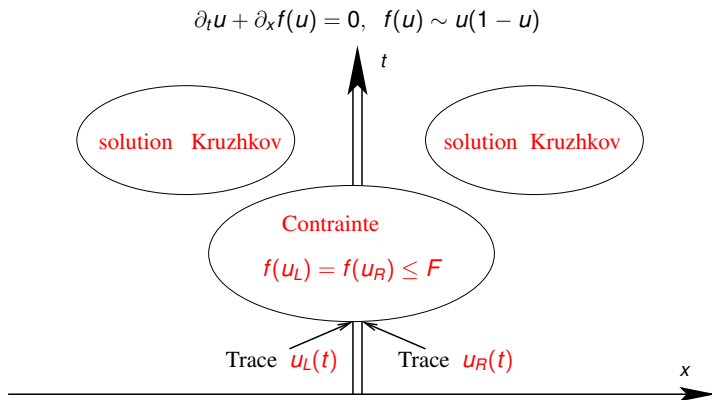 ∂ₜu + ∂ₓf(u) = 0, f(u) ∼ u(1 − u)
t
solution Kruzhkov
solution Kruzhkov
Contrainte
f(u_L) = f(u_R) ≤ F
Trace u_L(t)
Trace u_R(t)
x